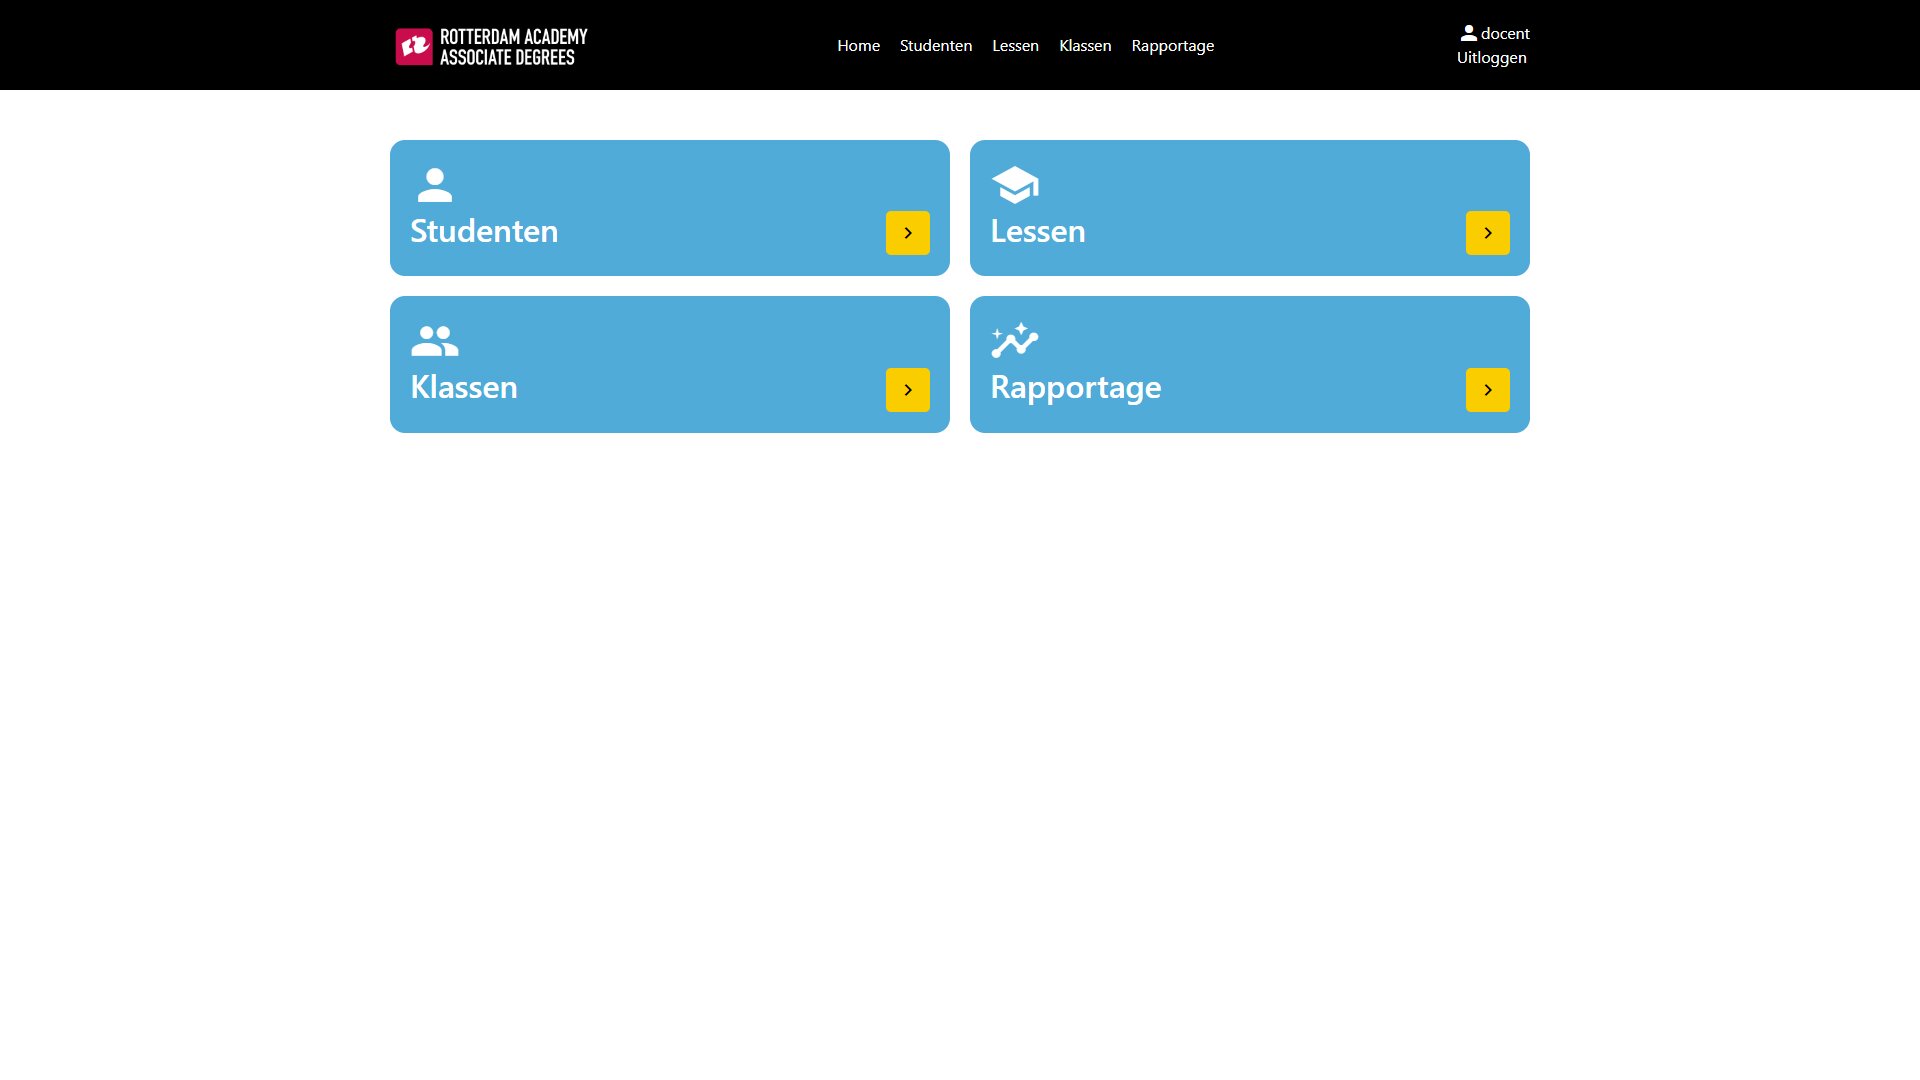 ROTTERDAM ACADEMY
ASSOCIATE DEGREES
Home Studenten Lessen Klassen Rapportage
docent
Uitloggen
Studenten
Lessen
Klassen
Rapportage